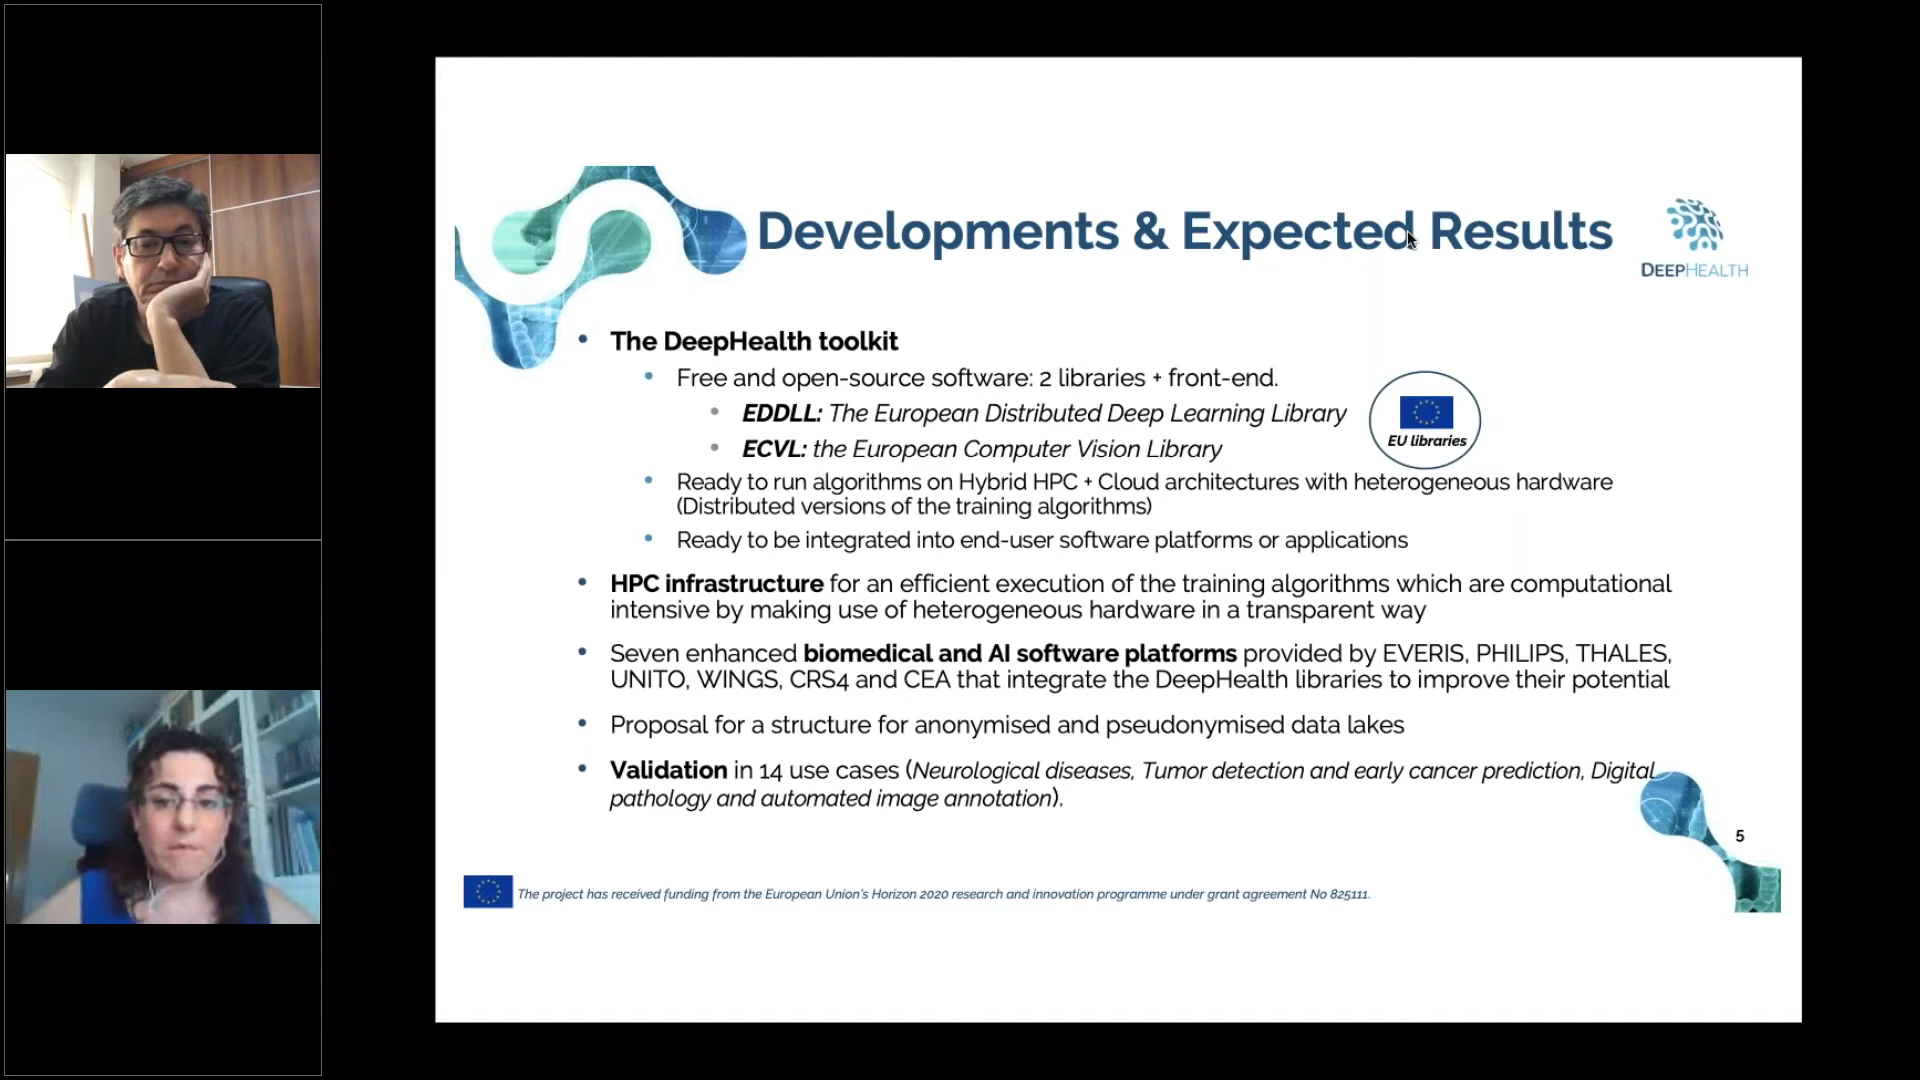 Developments & Expected Results
DEEPHEALTH
The DeepHealth toolkit
Free and open-source software: 2 libraries + front-end.
EDDLL: The European Distributed Deep Learning Library
ECVL: the European Computer Vision Library
EU libraries
Ready to run algorithms on Hybrid HPC + Cloud architectures with heterogeneous hardware
(Distributed versions of the training algorithms)
Ready to be integrated into end-user software platforms or applications
HPC infrastructure for an efficient execution of the training algorithms which are computational
intensive by making use of heterogeneous hardware in a transparent way
Seven enhanced biomedical and AI software platforms provided by EVERIS, PHILIPS, THALES,
UNITO, WINGS, CRS4 and CEA that integrate the DeepHealth libraries to improve their potential
Proposal for a structure for anonymised and pseudonymised data lakes
Validation in 14 use cases (Neurological diseases, Tumor detection and early cancer prediction, Digital
pathology and automated image annotation).
5
The project has received funding from the European Union's Horizon 2020 research and innovation programme under grant agreement No 825111.